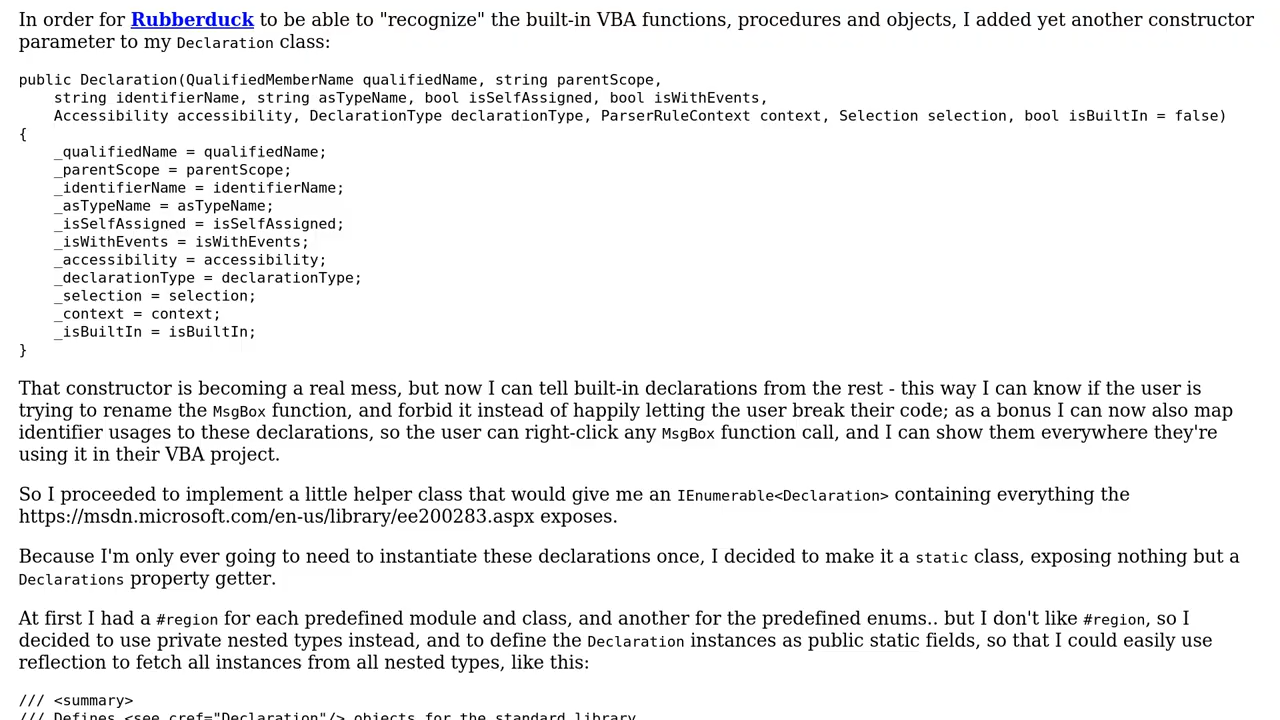 In order for Rubberduck to be able to "recognize" the built-in VBA functions, procedures and objects, I added yet another constructor
parameter to my Declaration class:
public Declaration(QualifiedMemberName qualifiedName, string parentScope,
    string identifierName, string asTypeName, bool isSelfAssigned, bool isWithEvents,
    Accessibility accessibility, DeclarationType declarationType, ParserRuleContext context, Selection selection, bool isBuiltIn = false)
{
    _qualifiedName = qualifiedName;
    _parentScope = parentScope;
    _identifierName = identifierName;
    _asTypeName = asTypeName;
    _isSelfAssigned = isSelfAssigned;
    _isWithEvents = isWithEvents;
    _accessibility = accessibility;
    _declarationType = declarationType;
    _selection = selection;
    _context = context;
    _isBuiltIn = isBuiltIn;
}
That constructor is becoming a real mess, but now I can tell built-in declarations from the rest - this way I can know if the user is
trying to rename the MsgBox function, and forbid it instead of happily letting the user break their code; as a bonus I can now also map
identifier usages to these declarations, so the user can right-click any MsgBox function call, and I can show them everywhere they're
using it in their VBA project.
So I proceeded to implement a little helper class that would give me an IEnumerable<Declaration> containing everything the
https://msdn.microsoft.com/en-us/library/ee200283.aspx exposes.
Because I'm only ever going to need to instantiate these declarations once, I decided to make it a static class, exposing nothing but a
Declarations property getter.
At first I had a #region for each predefined module and class, and another for the predefined enums.. but I don't like #region, so I
decided to use private nested types instead, and to define the Declaration instances as public static fields, so that I could easily use
reflection to fetch all instances from all nested types, like this:
/// <summary>
/// Defines <see cref="Declaration"/> objects for the standard library